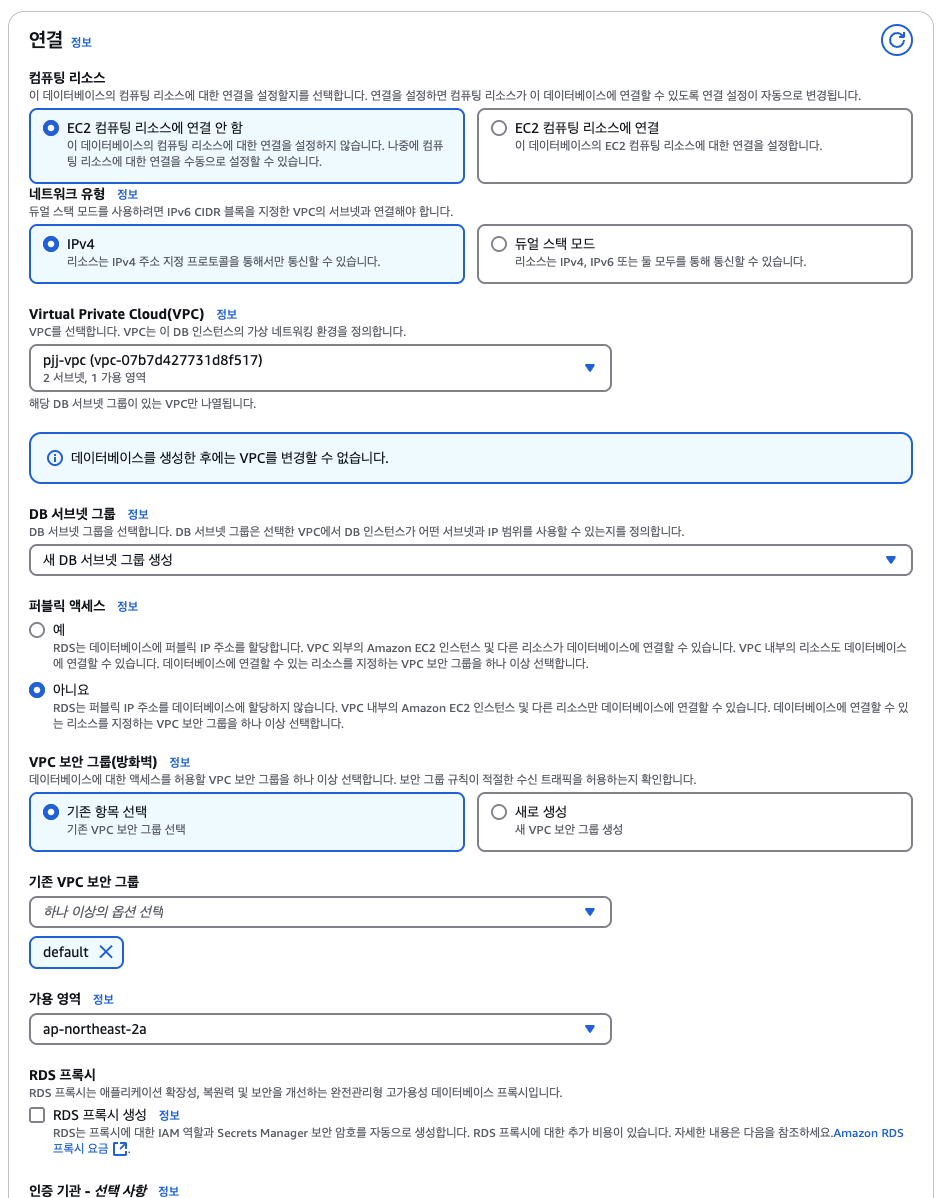 연결 정보
컴퓨팅 리소스
이 데이터베이스의 컴퓨팅 리소스에 대한 연결을 설정할지를 선택합니다. 연결을 설정하면 컴퓨팅 리소스가 이 데이터베이스에 연결할 수 있도록 연결 설정이 자동으로 변경됩니다.
EC2 컴퓨팅 리소스에 연결 안 함
이 데이터베이스의 컴퓨팅 리소스에 대한 연결을 설정하지 않습니다. 나중에 컴퓨
팅 리소스에 대한 연결을 수동으로 설정할 수 있습니다.
EC2 컴퓨팅 리소스에 연결
이 데이터베이스의 EC2 컴퓨팅 리소스에 대한 연결을 설정합니다.
네트워크 유형 정보
듀얼 스택 모드를 사용하려면 IPv6 CIDR 블록을 지정한 VPC의 서브넷과 연결해야 합니다.
IPv4
리소스는 IPv4 주소 지정 프로토콜을 통해서만 통신할 수 있습니다.
듀얼 스택 모드
리소스는 IPv4, IPv6 또는 둘 모두를 통해 통신할 수 있습니다.
Virtual Private Cloud(VPC) 정보
VPC를 선택합니다. VPC는 이 DB 인스턴스의 가상 네트워킹 환경을 정의합니다.
pjj-vpc (vpc-07b7d427731d8f517)
2 서브넷, 1 가용 영역
해당 DB 서브넷 그룹이 있는 VPC만 나열됩니다.
데이터베이스를 생성한 후에는 VPC를 변경할 수 없습니다.
DB 서브넷 그룹 정보
DB 서브넷 그룹을 선택합니다. DB 서브넷 그룹은 선택한 VPC에서 DB 인스턴스가 어떤 서브넷과 IP 범위를 사용할 수 있는지를 정의합니다.
새 DB 서브넷 그룹 생성
퍼블릭 액세스 정보
예
RDS는 데이터베이스에 퍼블릭 IP 주소를 할당합니다. VPC 외부의 Amazon EC2 인스턴스 및 다른 리소스가 데이터베이스에 연결할 수 있습니다. VPC 내부의 리소스도 데이터베이스
에 연결할 수 있습니다. 데이터베이스에 연결할 수 있는 리소스를 지정하는 VPC 보안 그룹을 하나 이상 선택합니다.
아니요
RDS는 퍼블릭 IP 주소를 데이터베이스에 할당하지 않습니다. VPC 내부의 Amazon EC2 인스턴스 및 다른 리소스만 데이터베이스에 연결할 수 있습니다. 데이터베이스에 연결할 수 있
는 리소스를 지정하는 VPC 보안 그룹을 하나 이상 선택합니다.
VPC 보안 그룹(방화벽) 정보
데이터베이스에 대한 액세스를 허용할 VPC 보안 그룹을 하나 이상 선택합니다. 보안 그룹 규칙이 적절한 수신 트래픽을 허용하는지 확인합니다.
기존 항목 선택
기존 VPC 보안 그룹 선택
새로 생성
새 VPC 보안 그룹 생성
기존 VPC 보안 그룹
하나 이상의 옵션 선택
default
가용 영역 정보
ap-northeast-2a
RDS 프록시
RDS 프록시는 애플리케이션 확장성, 복원력 및 보안을 개선하는 완전관리형 고가용성 데이터베이스 프록시입니다.
RDS 프록시 생성 정보
RDS는 프록시에 대한 IAM 역할과 Secrets Manager 보안 암호를 자동으로 생성합니다. RDS 프록시에 대한 추가 비용이 있습니다. 자세한 내용은 다음을 참조하세요.Amazon RDS
프록시 요금.
인증 기관 - 선택 사항 정보